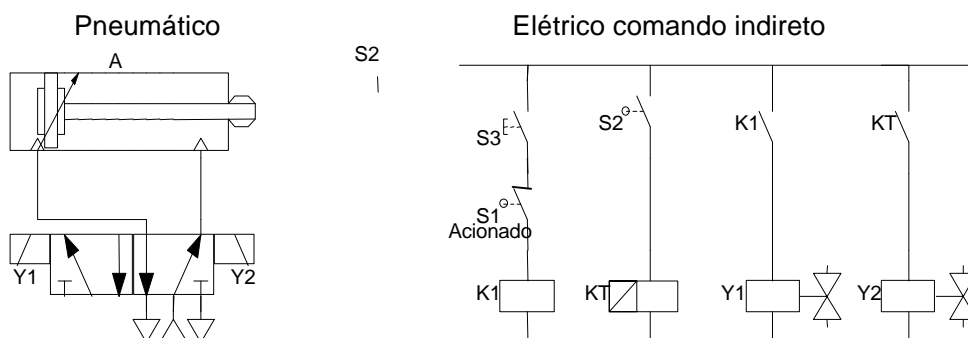 Pneumático
Elétrico comando indireto
A
S2
S3
S2
K1
KT
S1
Acionado
Y1
Y2
K1
KT
Y1
Y2